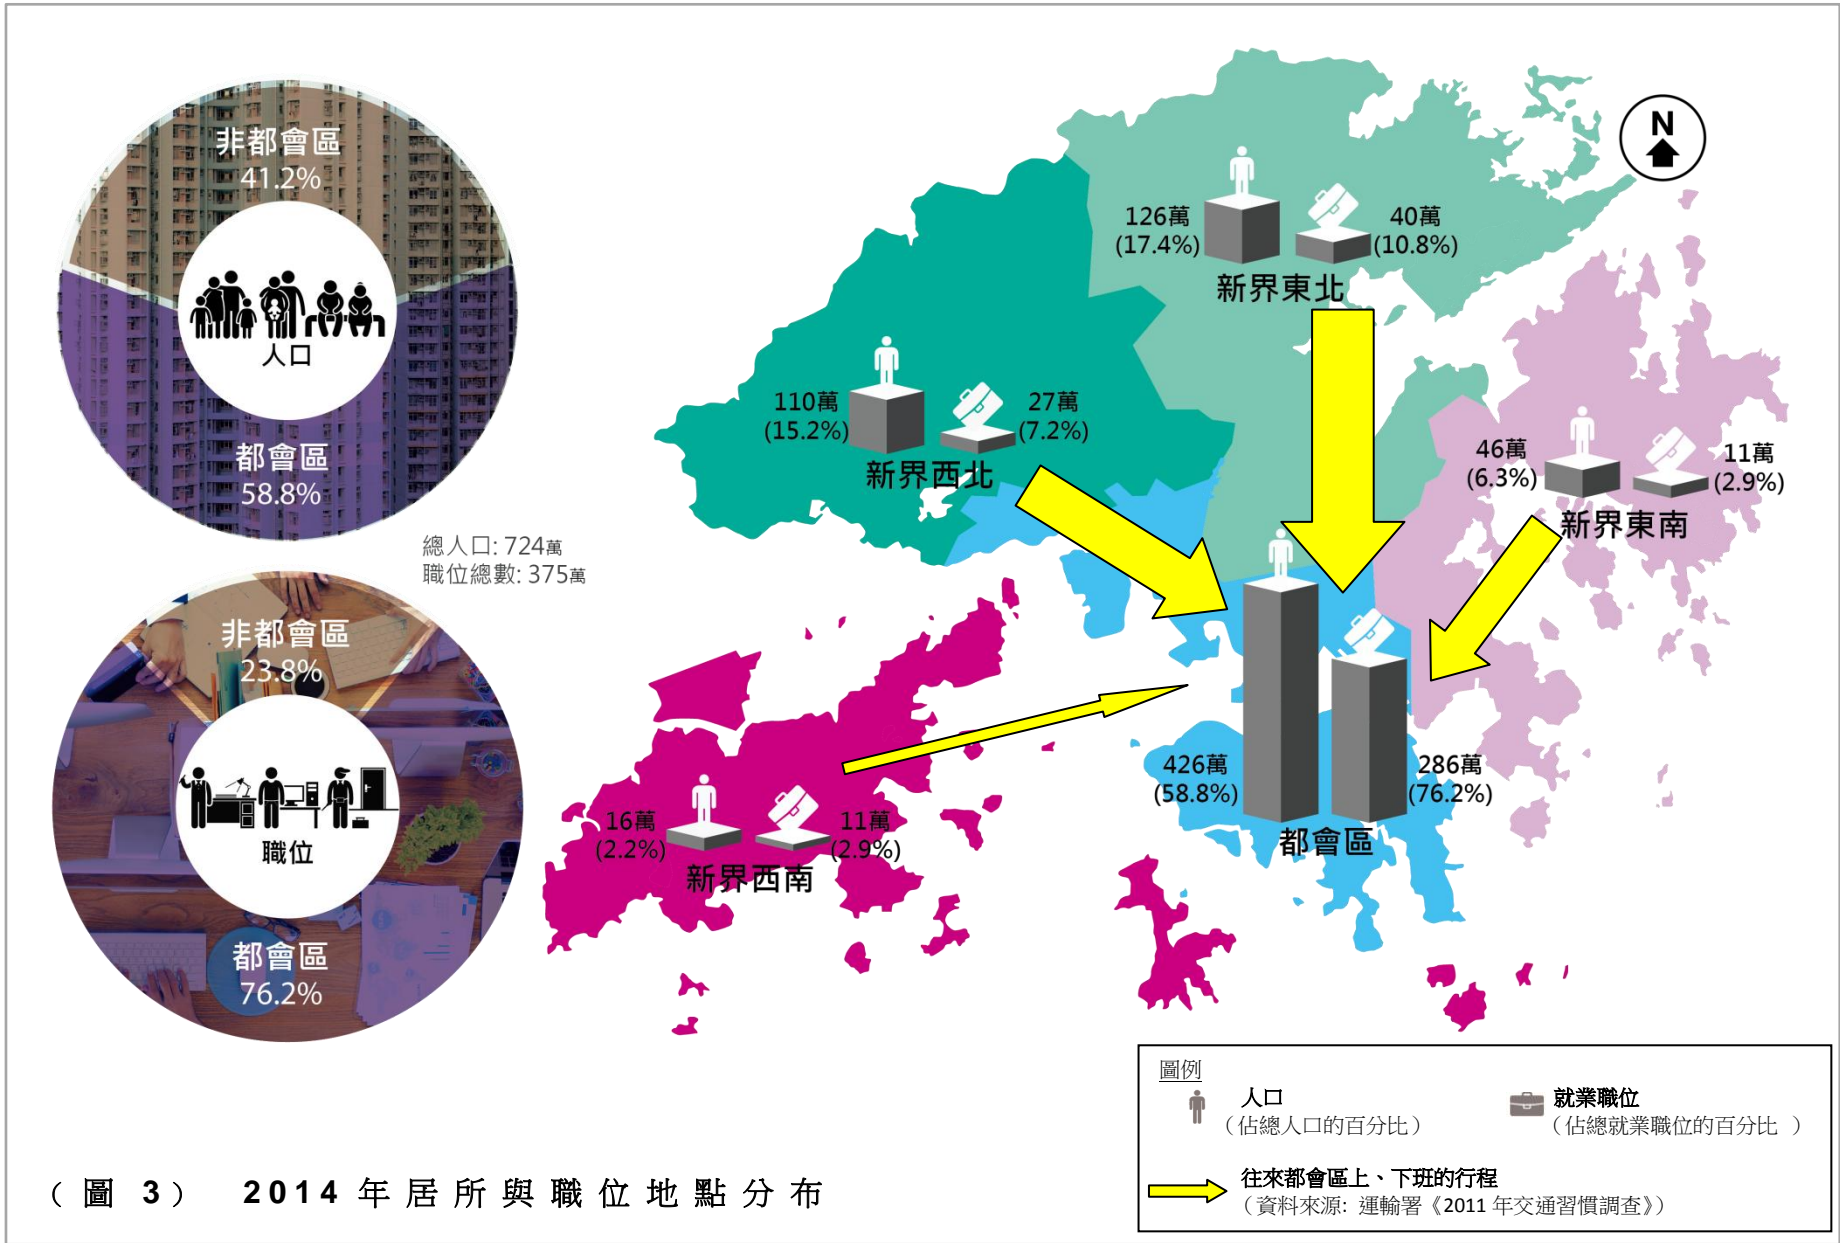 非都會區
41.2%
人口
都會區
58.8%
總人口: 724萬
職位總數: 375萬
非都會區
23.8%
職位
都會區
76.2%
N
126萬
(17.4%)
40萬
(10.8%)
新界東北
110萬
(15.2%)
27萬
(7.2%)
新界西北
46萬
(6.3%)
11萬
(2.9%)
新界東南
426萬
(58.8%)
286萬
(76.2%)
都會區
16萬
(2.2%)
11萬
(2.9%)
新界西南
圖例
人口
（佔總人口的百分比）
就業職位
（佔總就業職位的百分比 ）
往來都會區上、下班的行程
（資料來源: 運輸署《2011 年交通習慣調查》）
（圖 3） 2014 年居所與職位地點分布